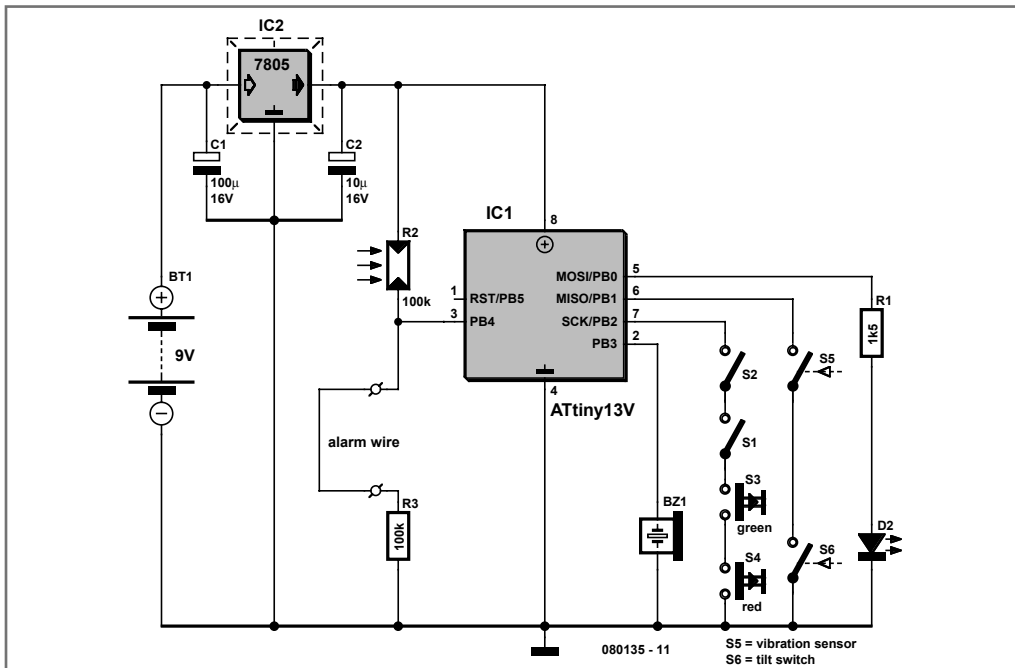 IC2
7805
C1
100µ
16V
C2
10µ
16V
R2
100k
IC1
8
1
RST/PB5
3
PB4
MOSI/PB0
5
MISO/PB1
6
SCK/PB2
7
PB3
2
4
ATtiny13V
BT1
9V
alarm wire
R3
100k
BZ1
S2
S1
S3
green
S4
red
S5
S6
R1
1k5
D2
080135 - 11
S5 = vibration sensor
S6 = tilt switch